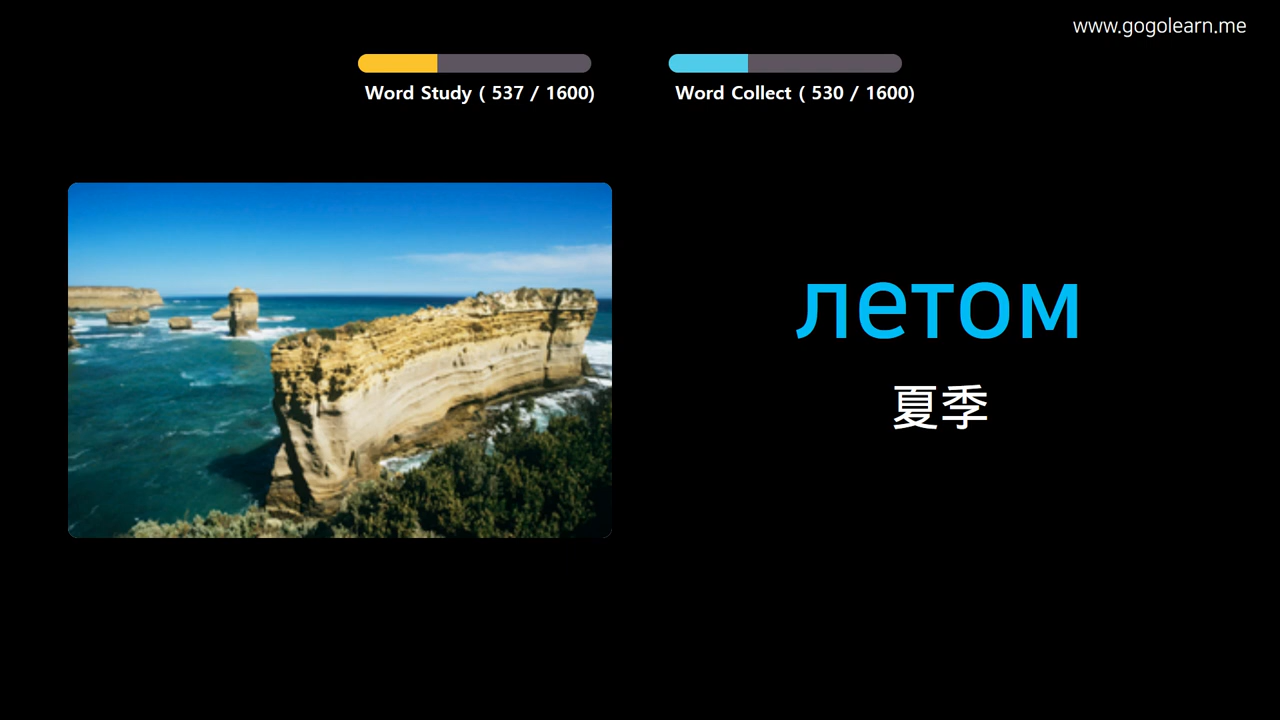 www.gogolearn.me
Word Study ( 537 / 1600)
Word Collect ( 530 / 1600)
летом
夏季